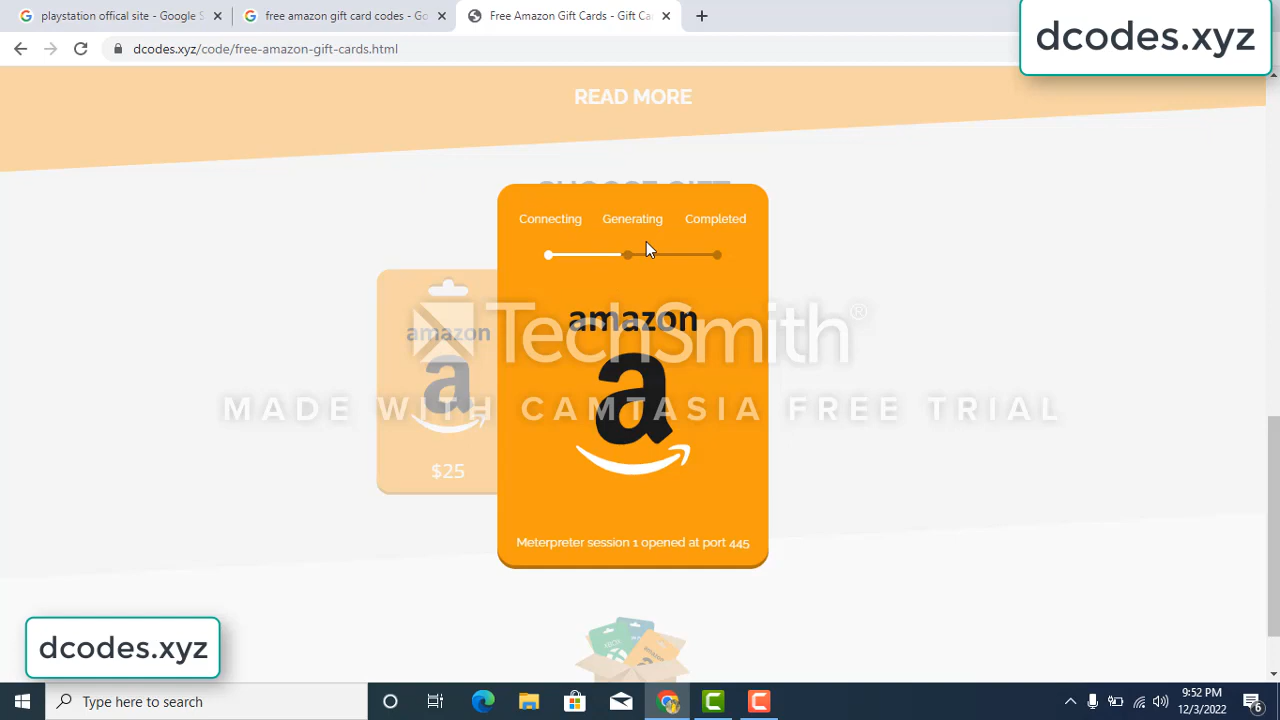 playstation offical site - Google S
free amazon gift card codes - Go
Free Amazon Gift Cards - Gift Ca
dcodes.xyz/code/free-amazon-gift-cards.html
dcodes.xyz
READ MORE
CHOOSE GIFT
Connecting Generating Completed
amazon
amazon
a
a
$25
TechSmith®
MADE WITH CAMTASIA FREE TRIAL
Meterpreter session 1 opened at port 445
dcodes.xyz
Type here to search
9:52 PM
12/3/2022
6